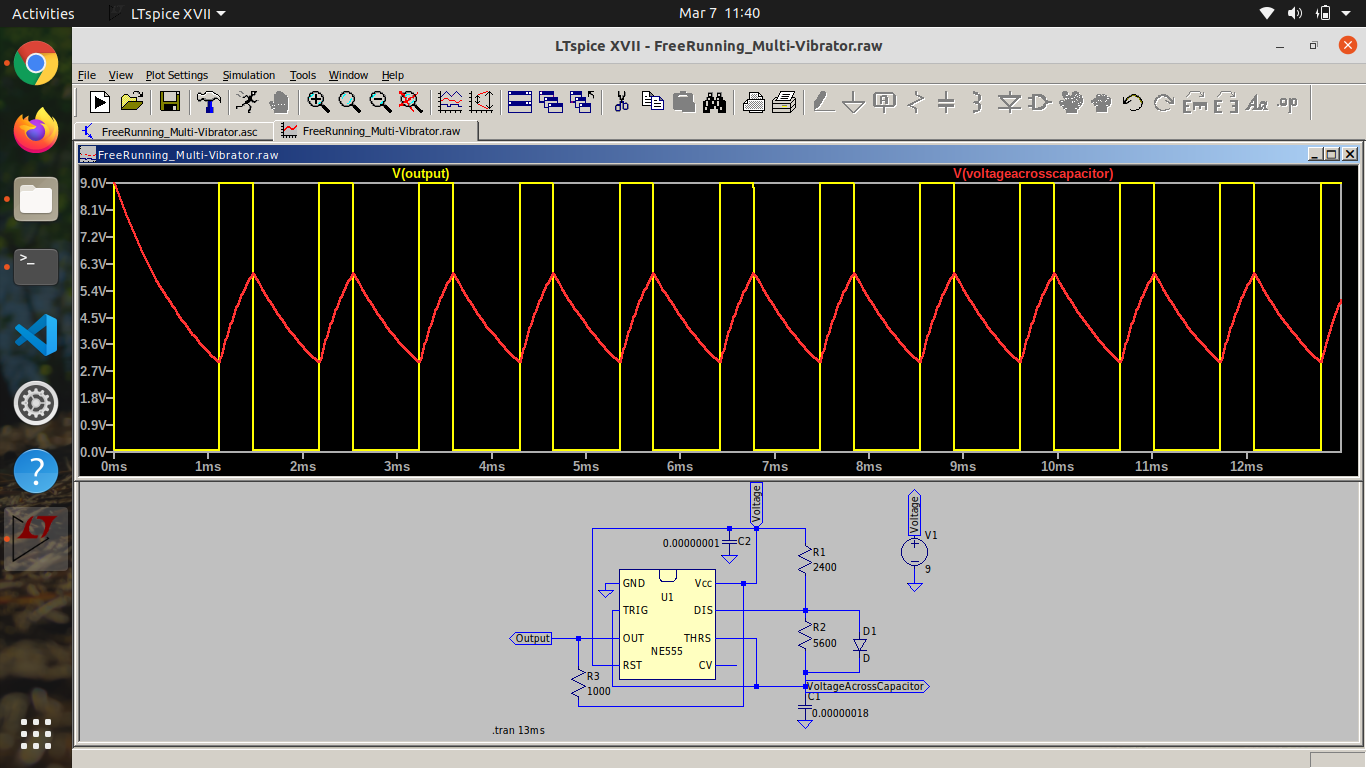 Activities LTspice XVII Mar 7 11:40
LTspice XVII - FreeRunning_Multi-Vibrator.raw
File View Plot Settings Simulation Tools Window Help
FreeRunning_Multi-Vibrator.asc FreeRunning_Multi-Vibrator.raw
FreeRunning_Multi-Vibrator.raw
V(output) V(voltageacrosscapacitor)
9.0V
8.1V
7.2V
6.3V
5.4V
4.5V
3.6V
2.7V
1.8V
0.9V
0.0V
0ms 1ms 2ms 3ms 4ms 5ms 6ms 7ms 8ms 9ms 10ms 11ms 12ms
Voltage
Voltage
V1
9
0.00000001 C2
R1
2400
GND Vcc
U1
TRIG DIS
R2
5600
D1
D
Output
OUT THRS
NE555
RST CV
R3
1000
VoltageAcrossCapacitor
C1
0.00000018
.tran 13ms